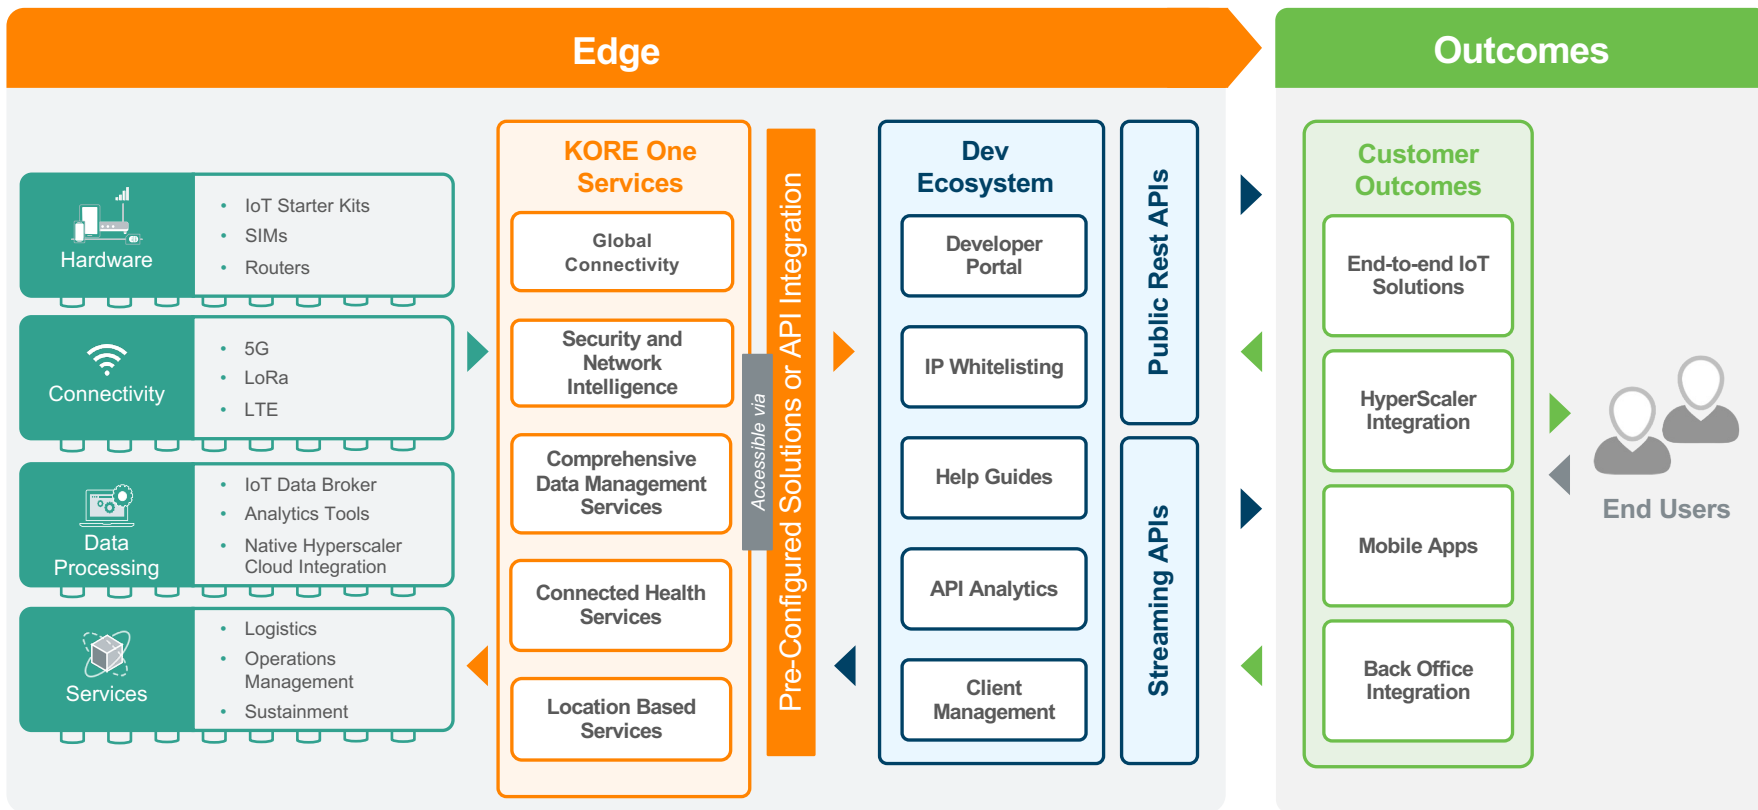 Edge
Outcomes
Hardware
• IoT Starter Kits
• SIMs
• Routers
Connectivity
• 5G
• LoRa
• LTE
Data
Processing
• IoT Data Broker
• Analytics Tools
• Native Hyperscaler
Cloud Integration
Services
• Logistics
• Operations
Management
• Sustainment
KORE One
Services
Global
Connectivity
Security and
Network
Intelligence
Comprehensive
Data Management
Services
Connected Health
Services
Location Based
Services
Accessible via
Pre-Configured Solutions or API Integration
Dev
Ecosystem
Developer
Portal
IP Whitelisting
Help Guides
API Analytics
Client
Management
Public Rest APIs
Streaming APIs
Customer
Outcomes
End-to-end IoT
Solutions
HyperScaler
Integration
Mobile Apps
Back Office
Integration
End Users